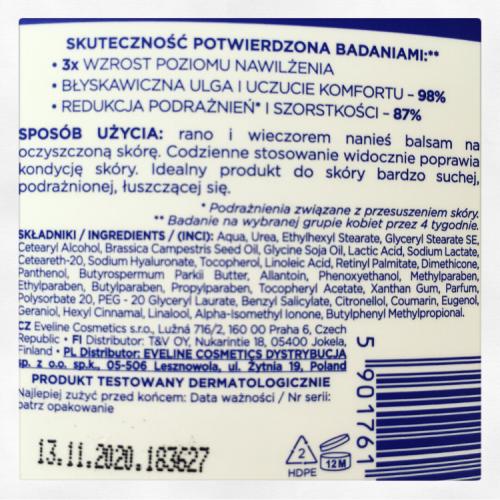 SKUTECZNOŚĆ POTWIERDZONA BADANIAMI:**
• 3x WZROST POZIOMU NAWILŻENIA
• BŁYSKAWICZNA ULGA I UCZUCIE KOMFORTU – 98%
• REDUKCJA PODRAŻNIEŃ* I SZORSTKOŚCI – 87%
SPOSÓB UŻYCIA: rano i wieczorem nanieś balsam na
oczyszczoną skórę. Codzienne stosowanie widocznie poprawia
kondycję skóry. Idealny produkt do skóry bardzo suchej,
podrażnionej, łuszczącej się.
* Podrażnienia związane z przesuszeniem skóry.
** Badanie na wybranej grupie kobiet przez 4 tygodnie.
SKŁADNIKI / INGREDIENTS / (INCI): Aqua, Urea, Ethylhexyl Stearate, Glyceryl Stearate SE,
Cetearyl Alcohol, Brassica Campestris Seed Oil, Glycine Soja Oil, Lactic Acid, Sodium Lactate,
Ceteareth-20, Sodium Hyaluronate, Tocopherol, Linoleic Acid, Retinyl Palmitate, Dimethicone,
Panthenol, Butyrospermum Parkii Butter, Allantoin, Phenoxyethanol, Methylparaben,
Ethylparaben, Butylparaben, Propylparaben, Tocopheryl Acetate, Xanthan Gum, Parfum,
Polysorbate 20, PEG - 20 Glyceryl Laurate, Benzyl Salicylate, Citronellol, Coumarin, Eugenol,
Geraniol, Hexyl Cinnamal, Linalool, Alpha-Isomethyl Ionone, Butylphenyl Methylpropional.
CZ Eveline Cosmetics s.r.o., Lužná 716/2, 160 00 Praha 6, Czech
Republic • FI Distributor: T&V OY, Nukarintie 18, 05400 Jokela,
Finland • PL Distributor: EVELINE COSMETICS DYSTRYBUCJA
sp. z o.o. sp.k., 05-506 Lesznowola, ul. Żytnia 19, Poland
PRODUKT TESTOWANY DERMATOLOGICZNIE
Najlepiej zużyć przed końcem: Data ważności / Nr serii:
patrz opakowanie
13.11.2020.183627
2
HDPE
12M
5 901761